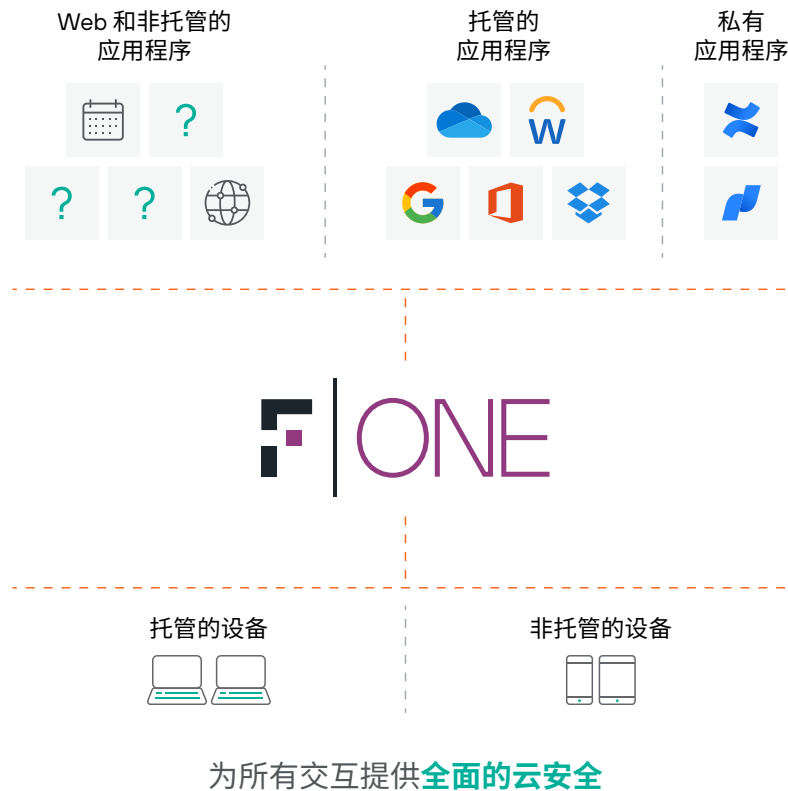 Web 和非托管的
应用程序
托管的
应用程序
私有
应用程序
?
W
?
?
G
F ONE
托管的设备
非托管的设备
为所有交互提供全面的云安全